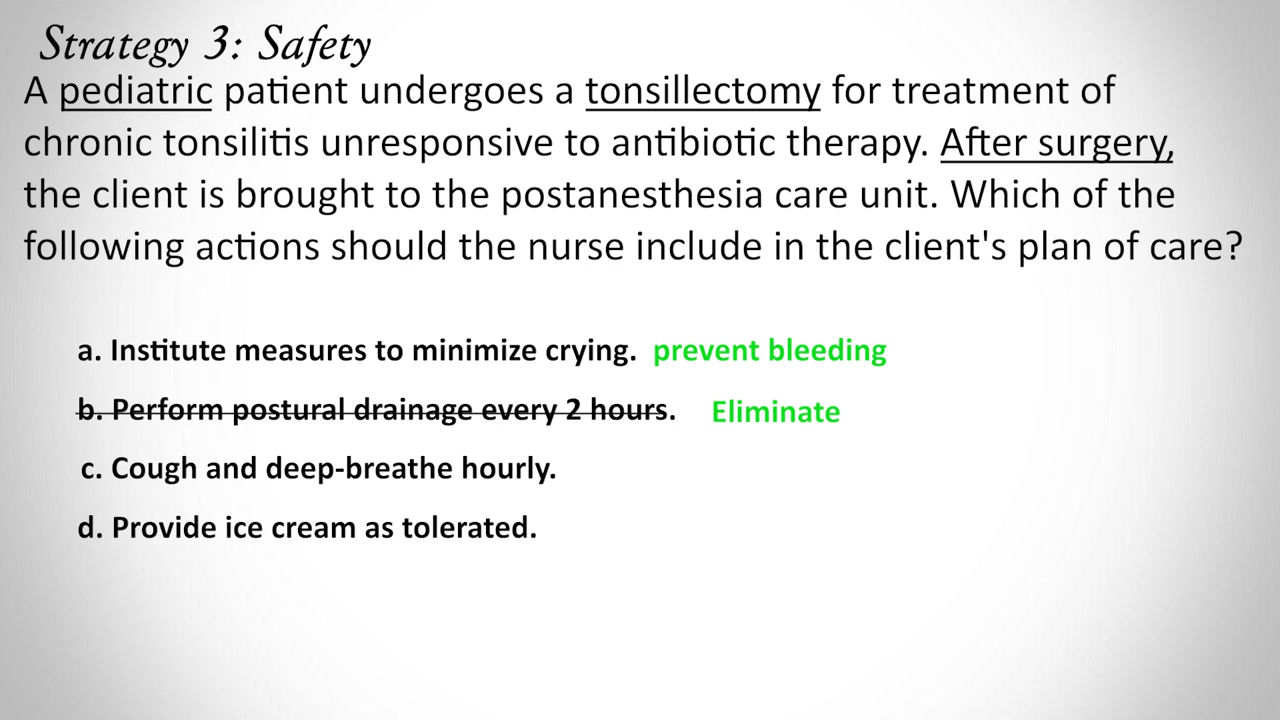 Strategy 3: Safety
A pediatric patient undergoes a tonsillectomy for treatment of
chronic tonsilitis unresponsive to antibiotic therapy. After surgery,
the client is brought to the postanesthesia care unit. Which of the
following actions should the nurse include in the client's plan of care?
a. Institute measures to minimize crying. prevent bleeding
b. Perform postural drainage every 2 hours. Eliminate
c. Cough and deep-breathe hourly.
d. Provide ice cream as tolerated.